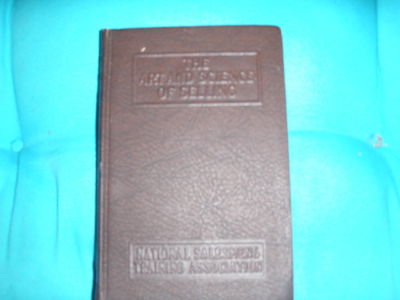 THE
ART AND SCIENCE
OF SELLING
NATIONAL SALESMENS
TRAINING ASSOCIATION